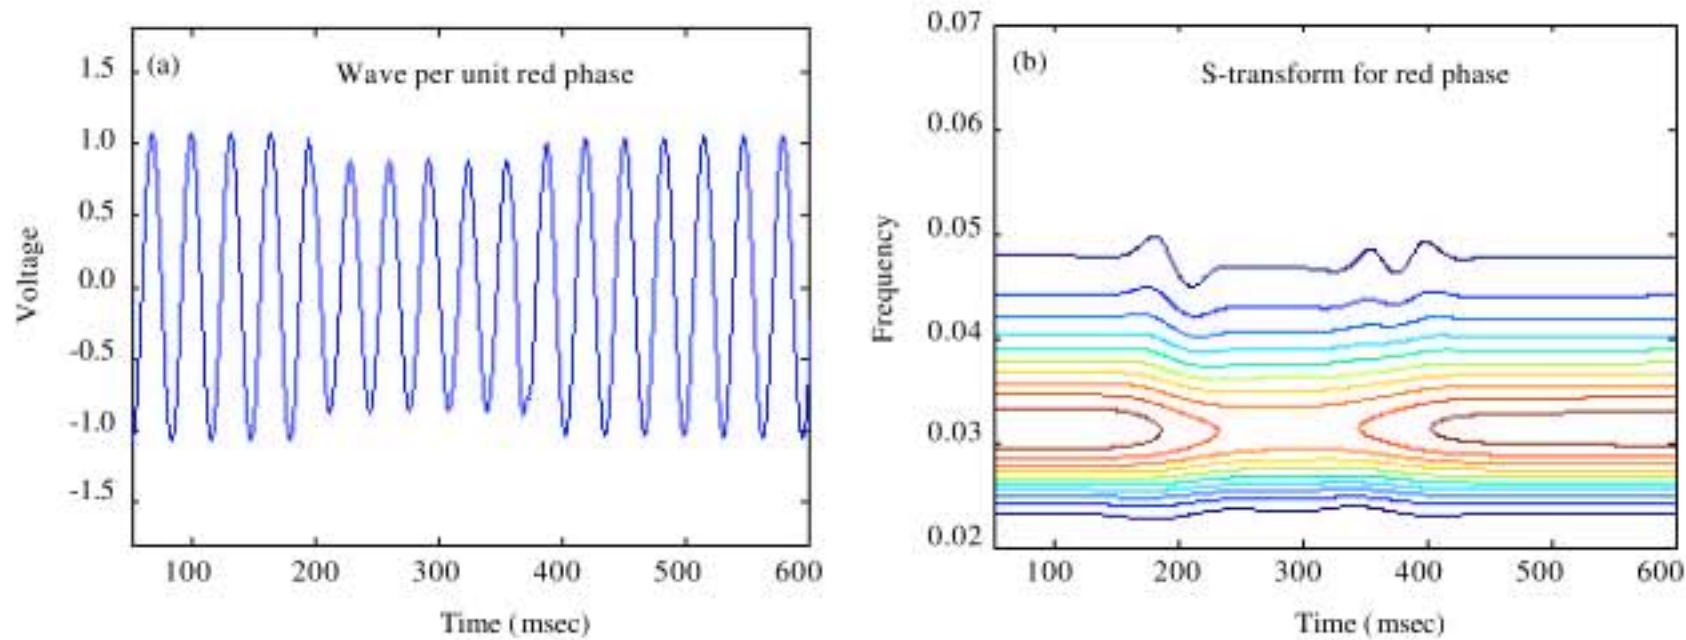 (a)
Wave per unit red phase
1.5
1.0
0.5
0.0
-0.5
-1.0
-1.5
Voltage
100 200 300 400 500 600
Time (msec)
(b)
S-transform for red phase
0.07
0.06
0.05
0.04
0.03
0.02
Frequency
100 200 300 400 500 600
Time (msec)